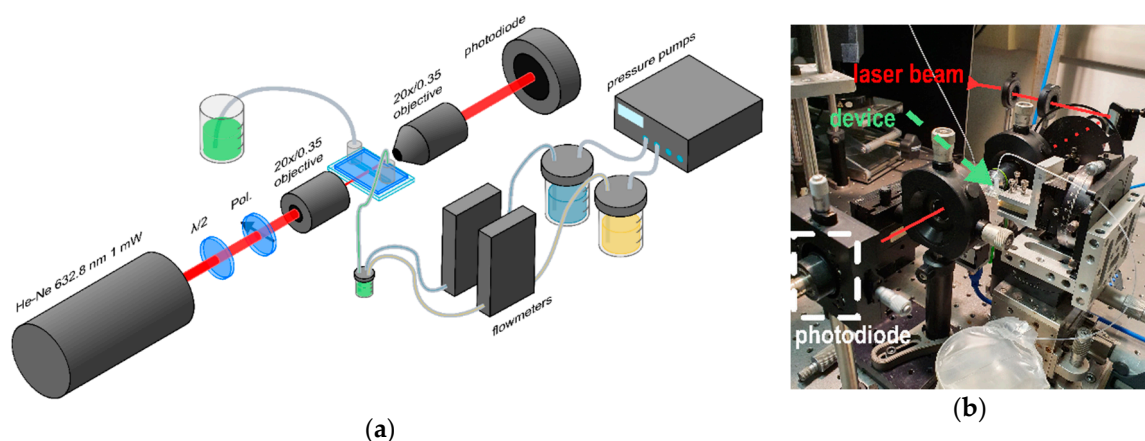 photodiode
20x/0.35
objective
pressure pumps
20x/0.35
objective
Pol.
λ/2
He-Ne 632.8 nm 1 mW
flowmeters
(a)
laser beam
device
photodiode
(b)